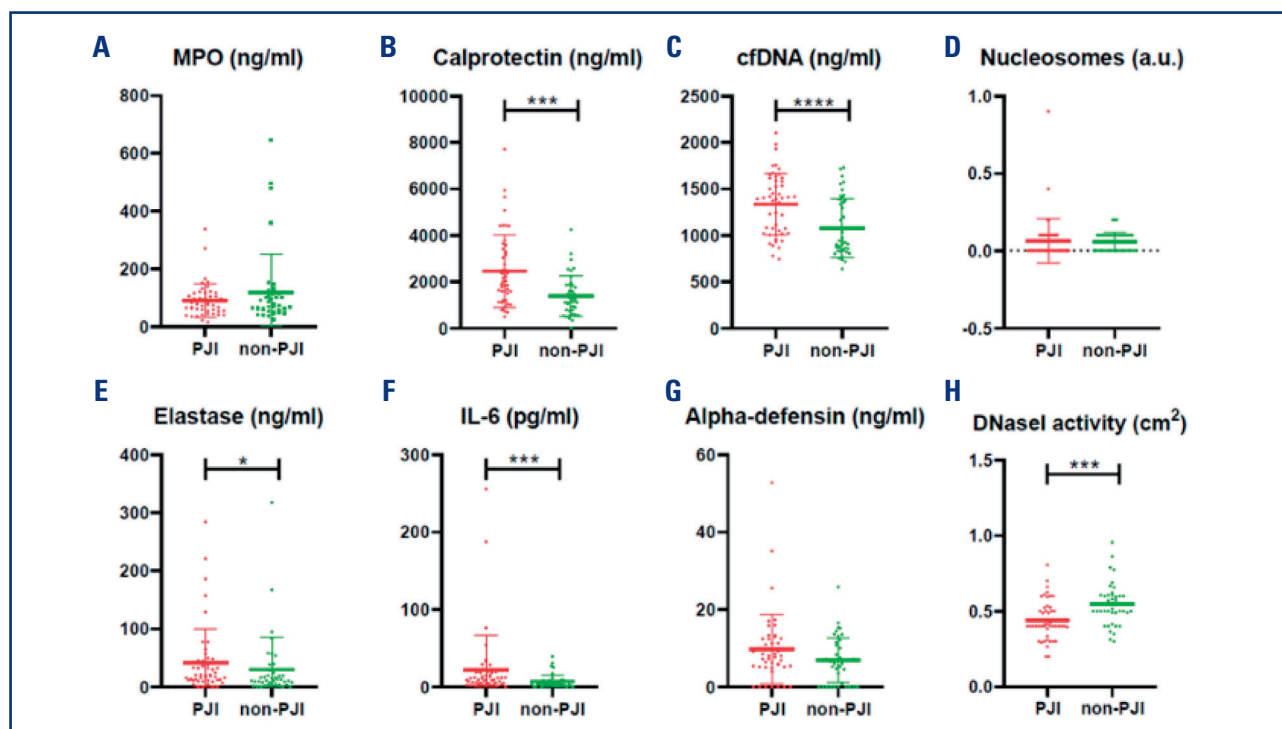 A
MPO (ng/ml)
800
600
400
200
0
PJI non-PJI
B
Calprotectin (ng/ml)
***
10000
8000
6000
4000
2000
0
PJI non-PJI
C
cfDNA (ng/ml)
****
2500
2000
1500
1000
500
0
PJI non-PJI
D
Nucleosomes (a.u.)
1.0
0.5
0.0
-0.5
PJI non-PJI
E
Elastase (ng/ml)
*
400
300
200
100
0
PJI non-PJI
F
IL-6 (pg/ml)
***
300
200
100
0
PJI non-PJI
G
Alpha-defensin (ng/ml)
60
40
20
0
PJI non-PJI
H
DNaseI activity (cm²)
***
1.5
1.0
0.5
0.0
PJI non-PJI